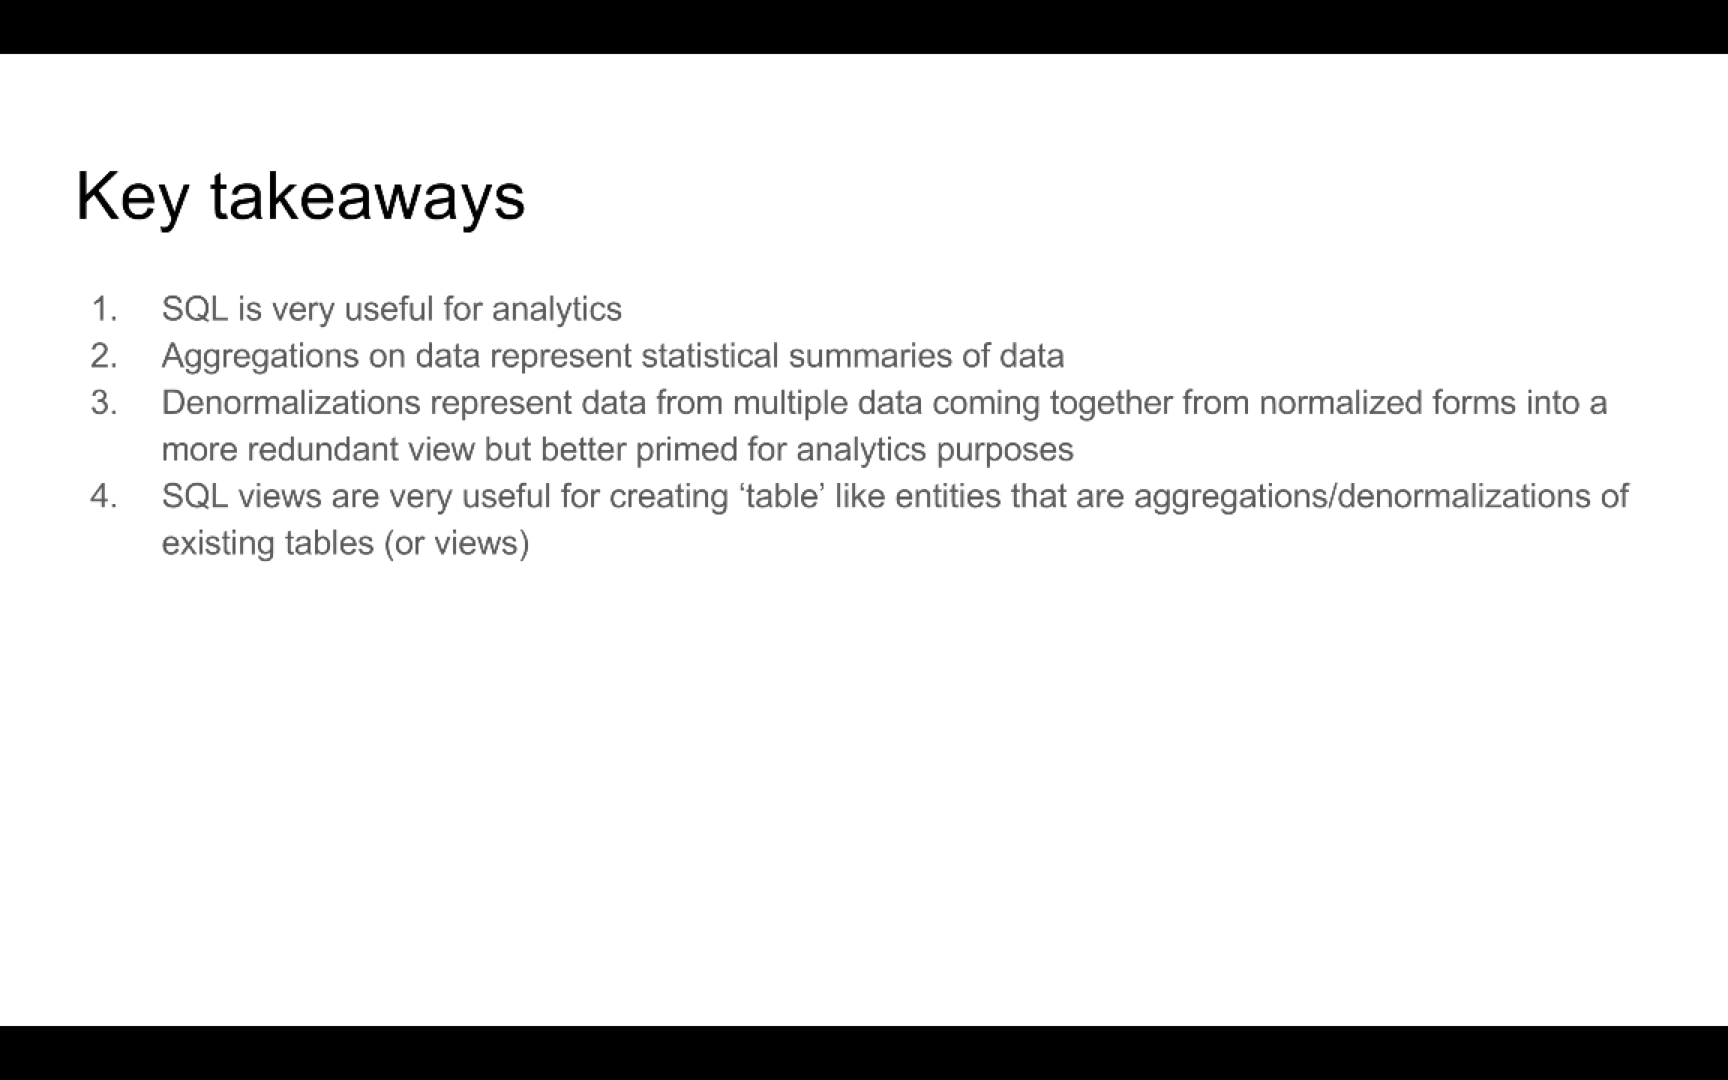 Key takeaways
1. SQL is very useful for analytics
2. Aggregations on data represent statistical summaries of data
3. Denormalizations represent data from multiple data coming together from normalized forms into a
more redundant view but better primed for analytics purposes
4. SQL views are very useful for creating ‘table’ like entities that are aggregations/denormalizations of
existing tables (or views)